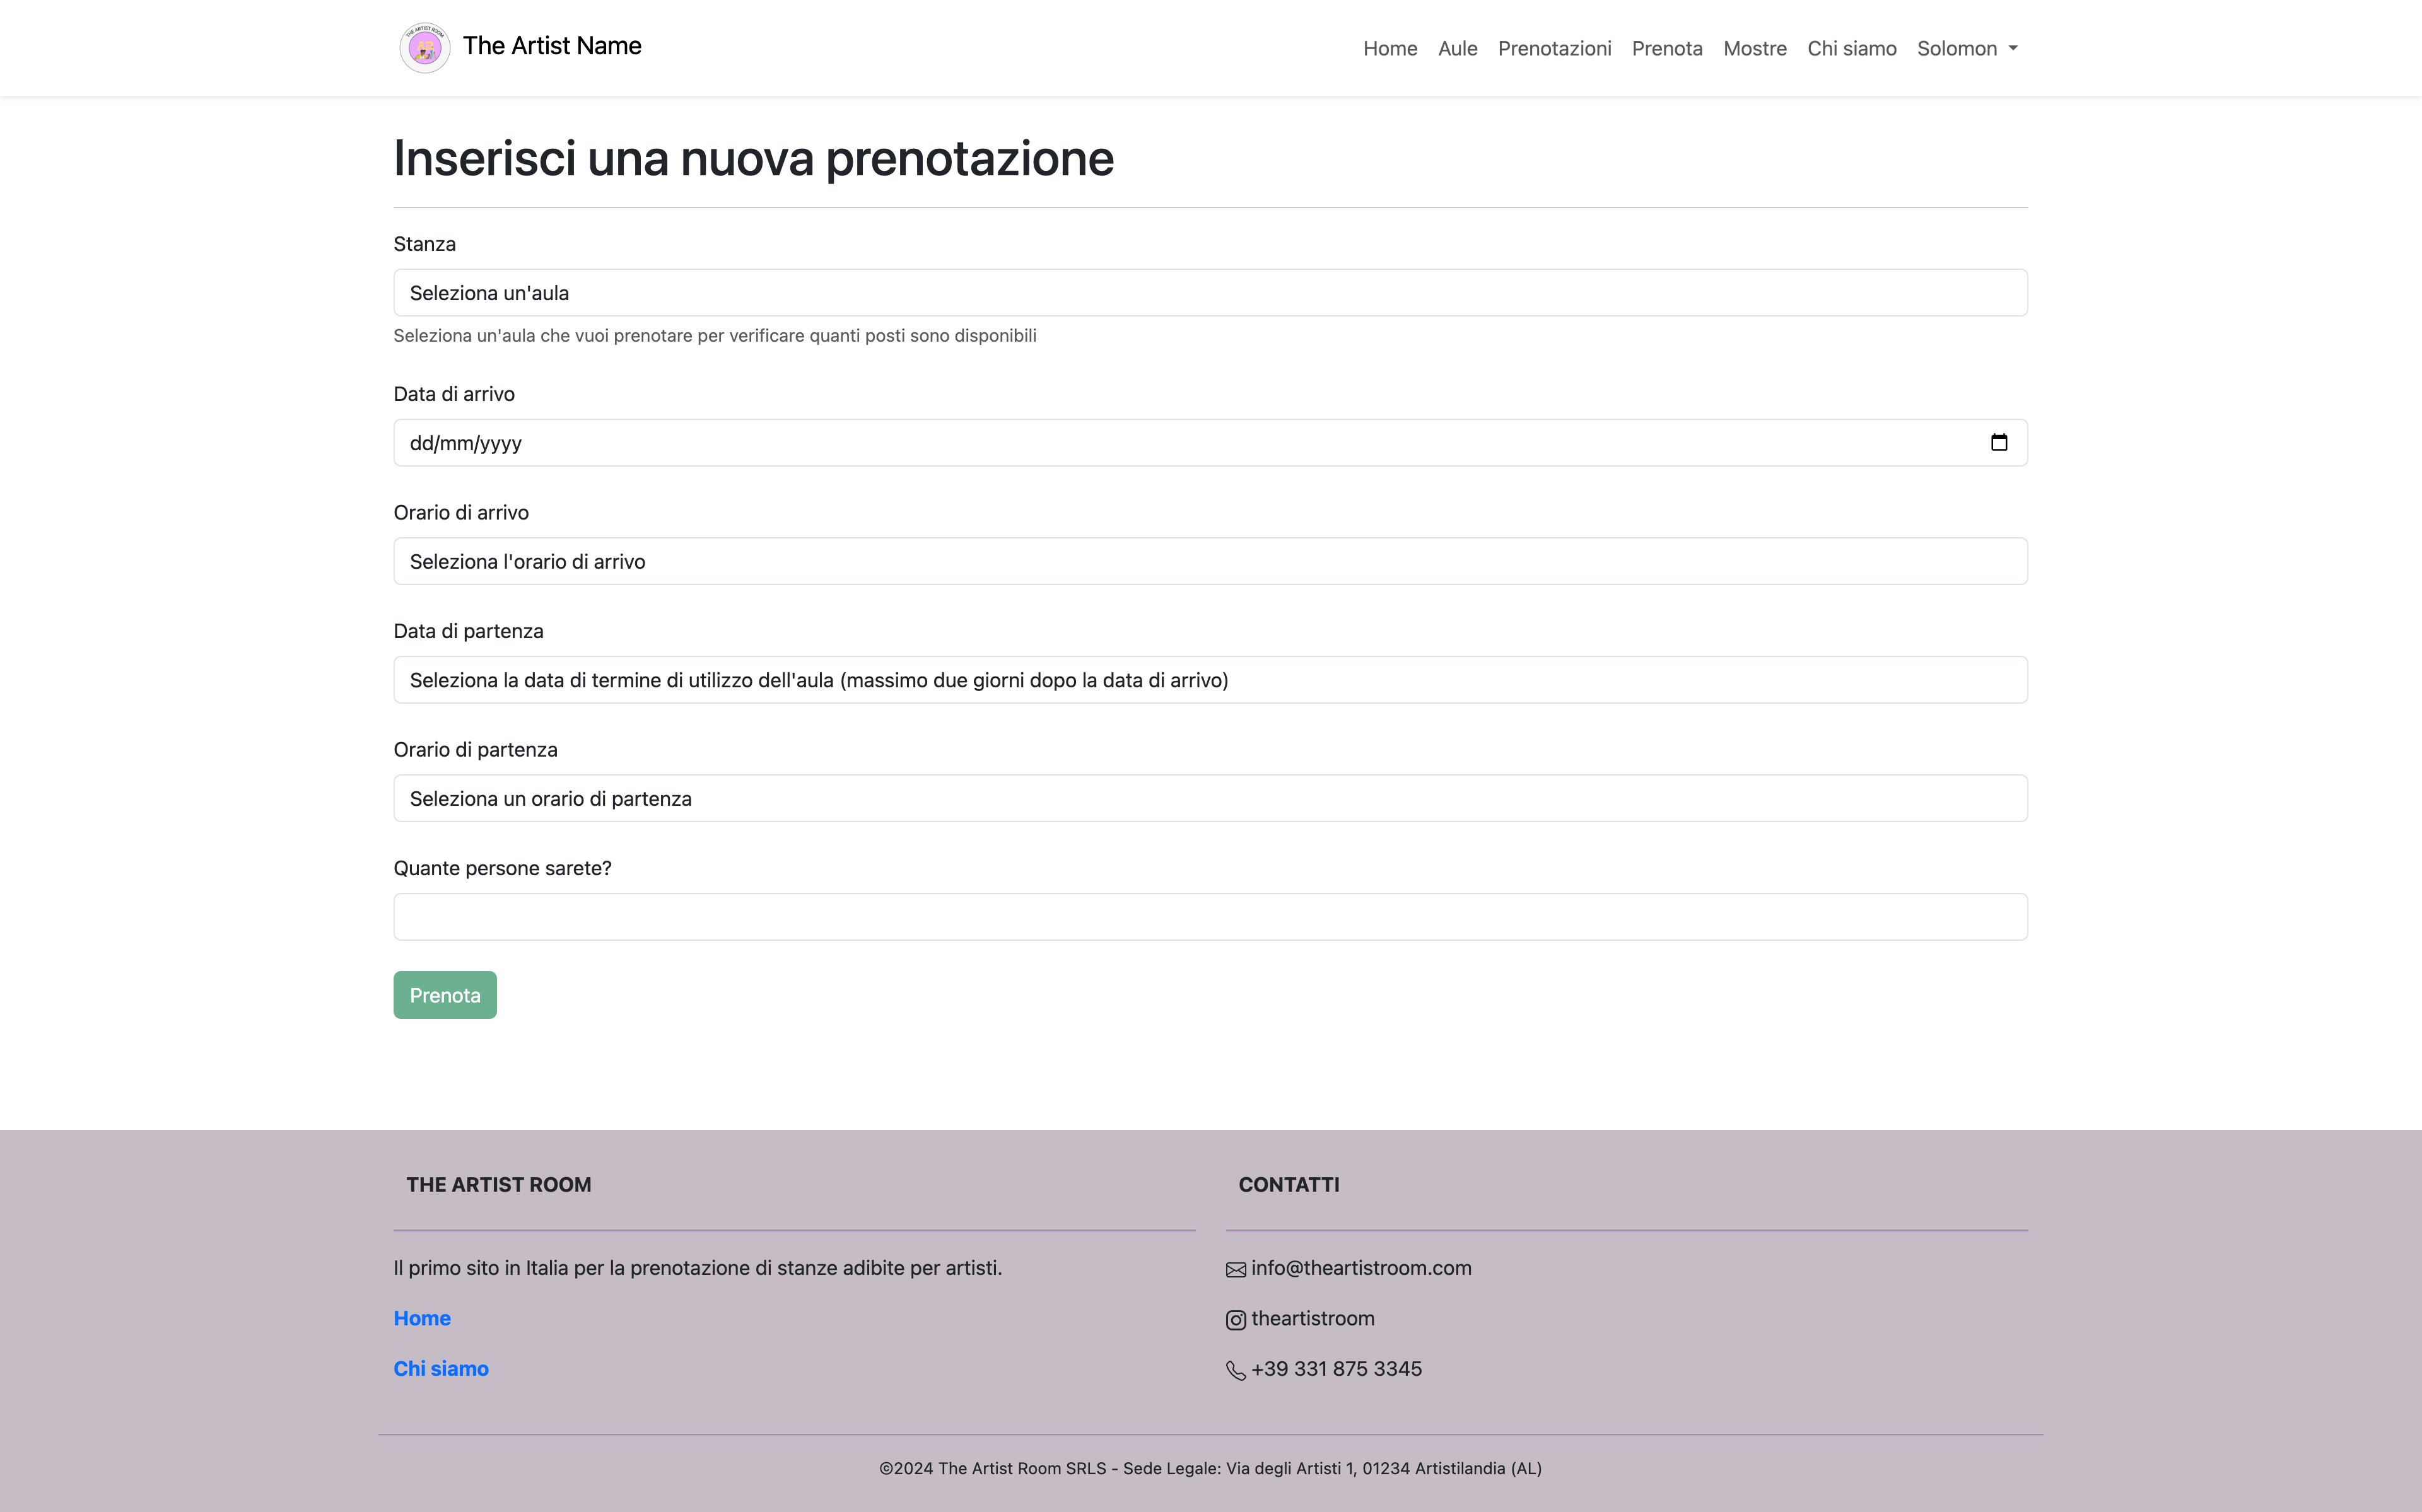 THE ARTIST ROOM
The Artist Name
Home Aule Prenotazioni Prenota Mostre Chi siamo Solomon
Inserisci una nuova prenotazione
Stanza
Seleziona un'aula
Seleziona un'aula che vuoi prenotare per verificare quanti posti sono disponibili
Data di arrivo
dd/mm/yyyy
Orario di arrivo
Seleziona l'orario di arrivo
Data di partenza
Seleziona la data di termine di utilizzo dell'aula (massimo due giorni dopo la data di arrivo)
Orario di partenza
Seleziona un orario di partenza
Quante persone sarete?
Prenota
THE ARTIST ROOM
Il primo sito in Italia per la prenotazione di stanze adibite per artisti.
Home
Chi siamo
CONTATTI
info@theartistroom.com
theartistroom
+39 331 875 3345
©2024 The Artist Room SRLS - Sede Legale: Via degli Artisti 1, 01234 Artistilandia (AL)